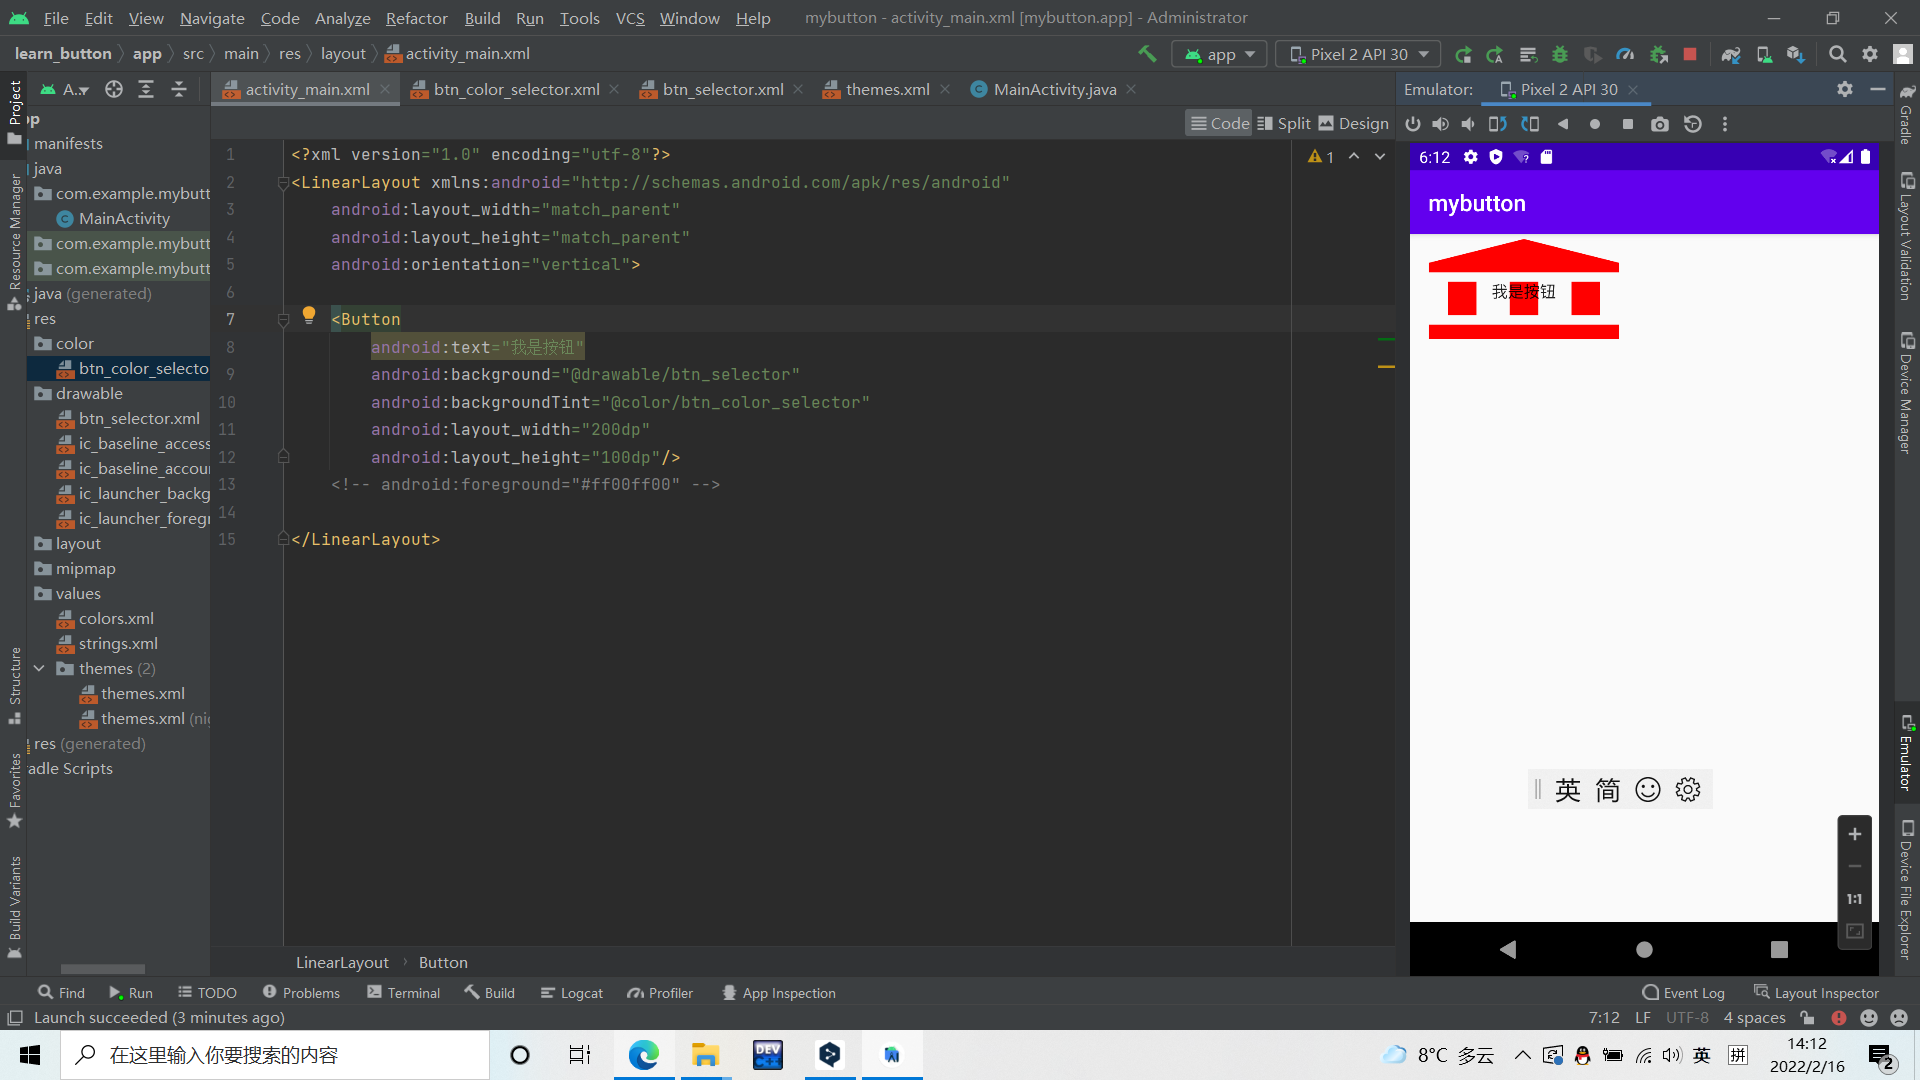 File Edit View Navigate Code Analyze Refactor Build Run Tools VCS Window Help mybutton - activity_main.xml [mybutton.app] - Administrator
learn_button app src main res layout activity_main.xml
app Pixel 2 API 30
A..
activity_main.xml btn_color_selector.xml btn_selector.xml themes.xml MainActivity.java
Emulator: Pixel 2 API 30
Code Split Design
Project
Resource Manager
Structure
Favorites
Build Variants
pp
manifests
java
com.example.mybutt
MainActivity
com.example.mybutt
com.example.mybutt
java (generated)
res
color
btn_color_selecto
drawable
btn_selector.xml
ic_baseline_access
ic_baseline_accou
ic_launcher_backg
ic_launcher_foregr
layout
mipmap
values
colors.xml
strings.xml
themes (2)
themes.xml
themes.xml (nig
res (generated)
adle Scripts
1 <?xml version="1.0" encoding="utf-8"?>
2 <LinearLayout xmlns:android="http://schemas.android.com/apk/res/android"
3 android:layout_width="match_parent"
4 android:layout_height="match_parent"
5 android:orientation="vertical">
6
7 <Button
8 android:text="我是按钮"
9 android:background="@drawable/btn_selector"
10 android:backgroundTint="@color/btn_color_selector"
11 android:layout_width="200dp"
12 android:layout_height="100dp"/>
13 <!-- android:foreground="#ff00ff00" -->
14
15 </LinearLayout>
1
LinearLayout Button
6:12
mybutton
我是按钮
英 简
1:1
Gradle
Layout Validation
Device Manager
Emulator
Device File Explorer
Find Run TODO Problems Terminal Build Logcat Profiler App Inspection Event Log Layout Inspector
Launch succeeded (3 minutes ago) 7:12 LF UTF-8 4 spaces
在这里输入你要搜索的内容
DEV C++
8°C 多云
英 拼
14:12
2022/2/16
2